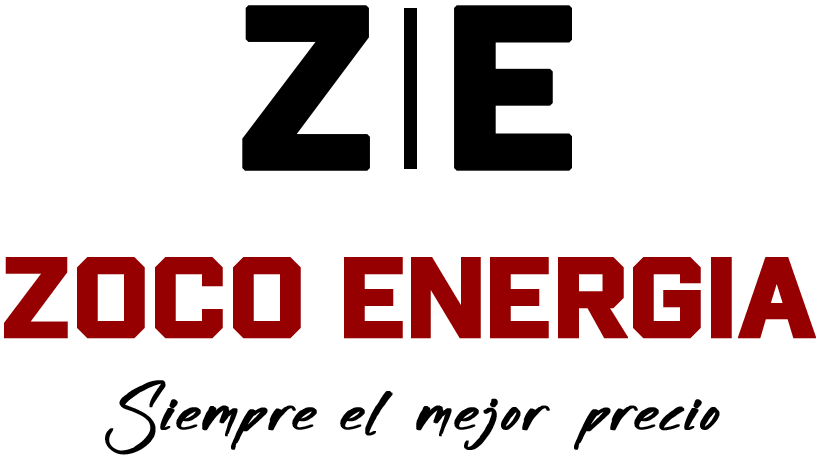 Z|E
ZOCO ENERGIA
Siempre el mejor precio